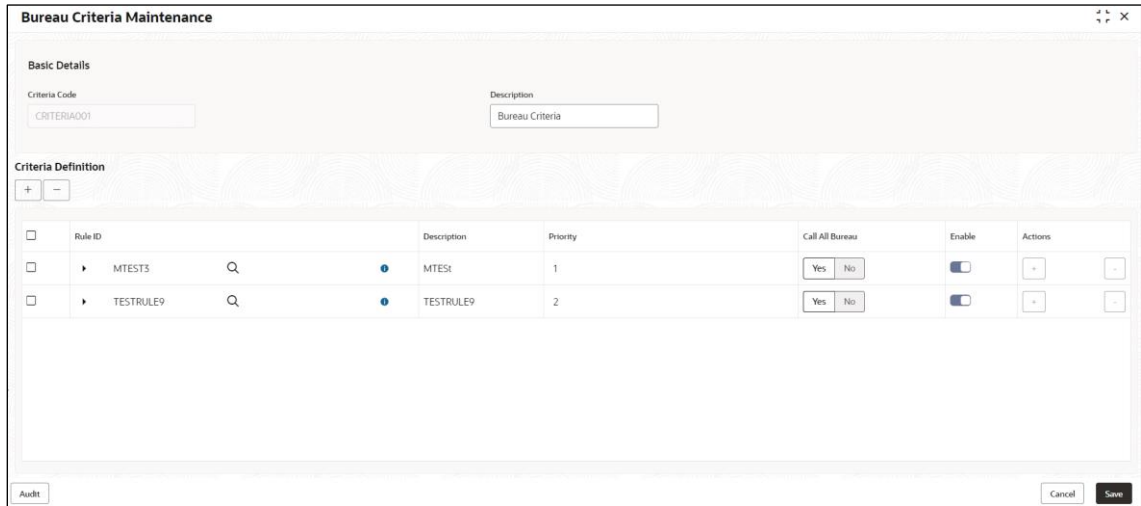 Bureau Criteria Maintenance
Basic Details
Criteria Code Description
CRITERIA001 Bureau Criteria
Criteria Definition
+ -
Rule ID Description Priority Call All Bureau Enable Actions
MTEST3 MTESt 1 Yes No + -
TESTRULE9 TESTRULE9 2 Yes No + -
Audit Cancel Save